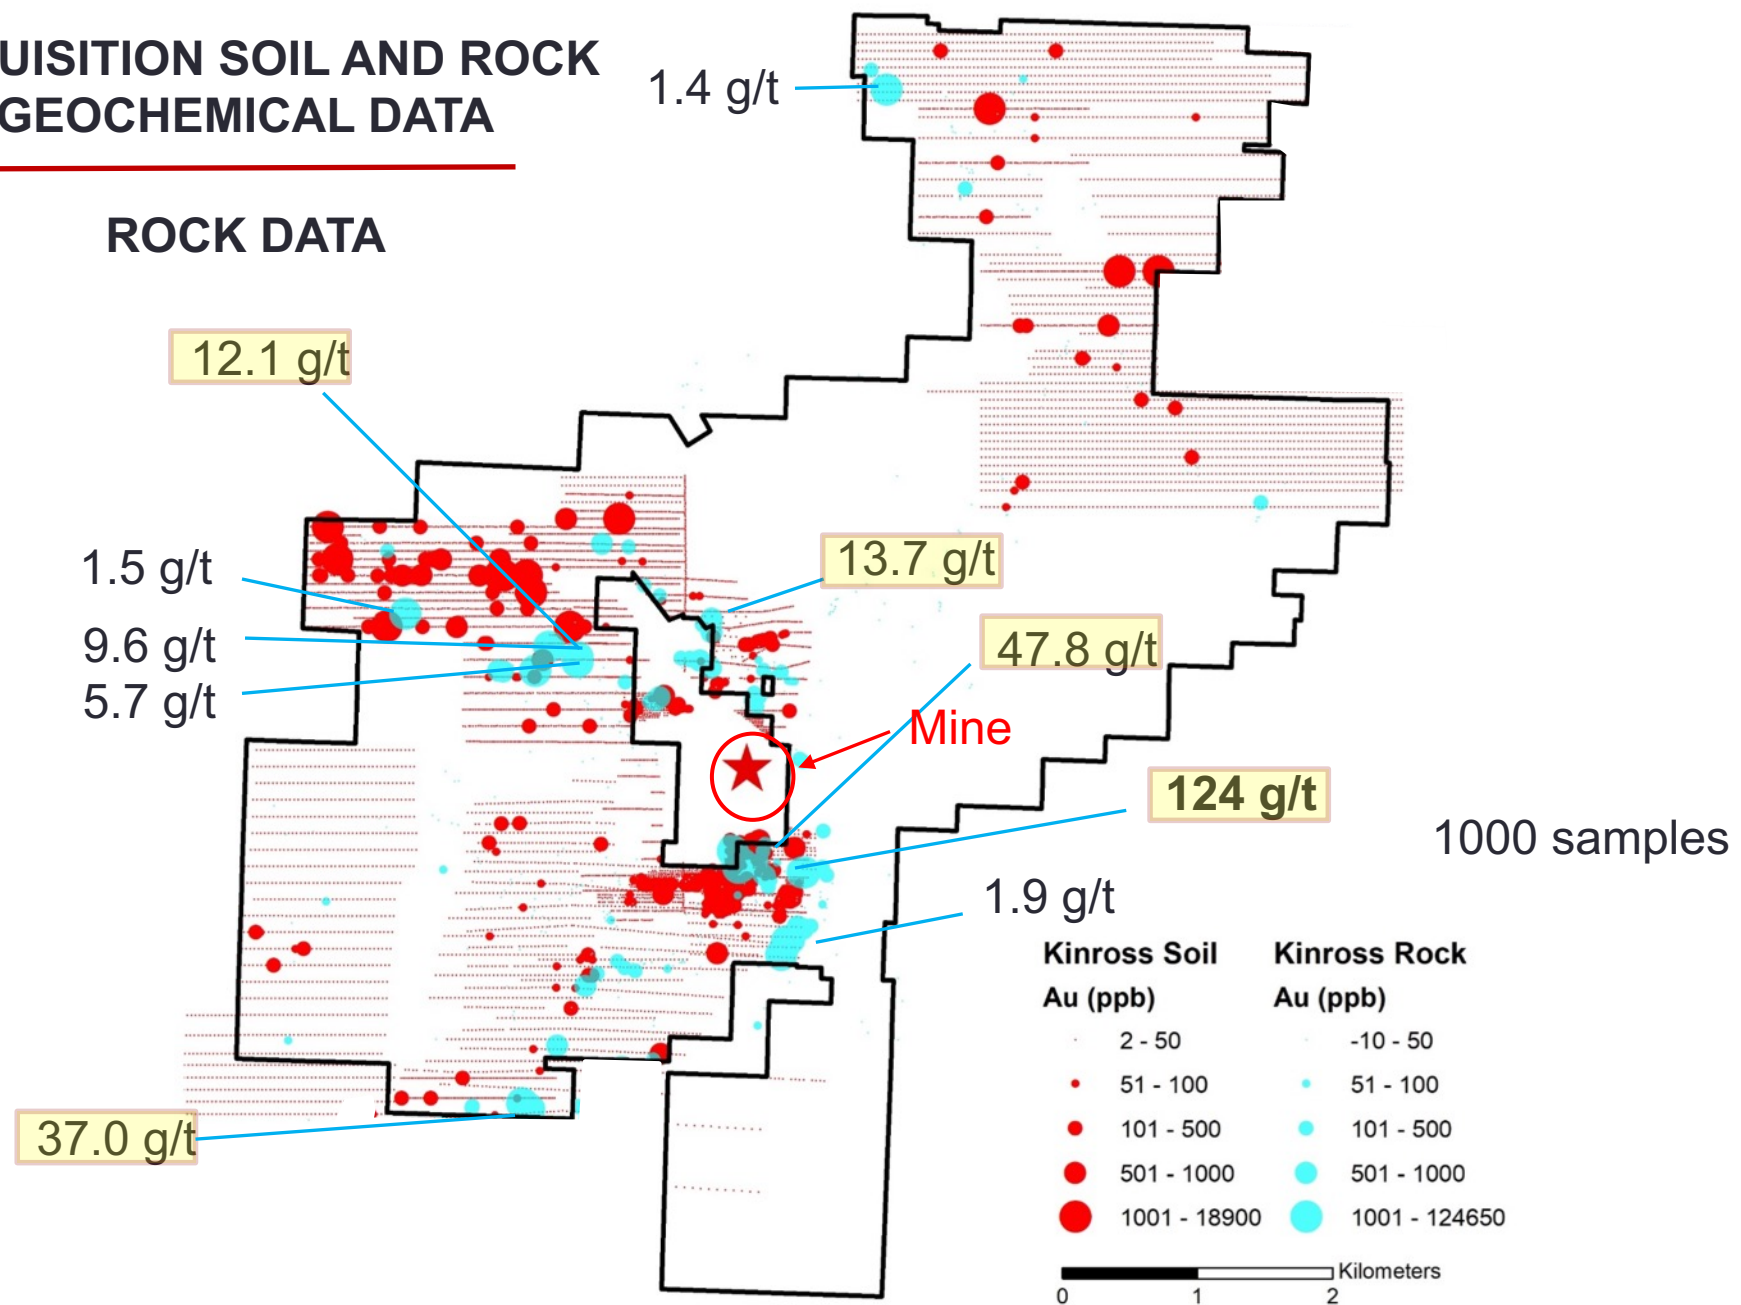 UISITION SOIL AND ROCK
GEOCHEMICAL DATA
ROCK DATA
1.4 g/t
12.1 g/t
1.5 g/t
9.6 g/t
5.7 g/t
13.7 g/t
47.8 g/t
Mine
124 g/t
1000 samples
1.9 g/t
37.0 g/t
Kinross Soil
Au (ppb)
2 - 50
51 - 100
101 - 500
501 - 1000
1001 - 18900
Kinross Rock
Au (ppb)
-10 - 50
51 - 100
101 - 500
501 - 1000
1001 - 124650
Kilometers
0 1 2